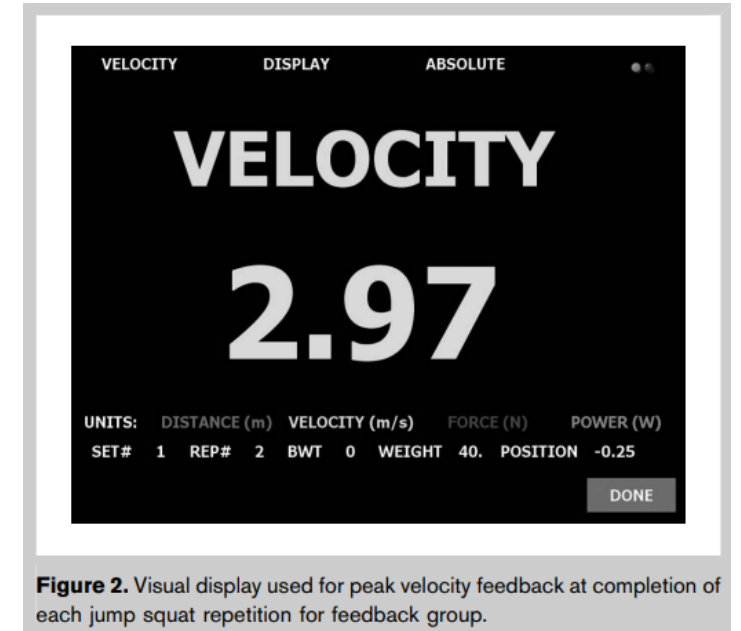 VELOCITY DISPLAY ABSOLUTE
VELOCITY
2.97
UNITS: DISTANCE (m) VELOCITY (m/s) FORCE (N) POWER (W)
SET# 1 REP# 2 BWT 0 WEIGHT 40. POSITION -0.25
DONE
Figure 2. Visual display used for peak velocity feedback at completion of
each jump squat repetition for feedback group.